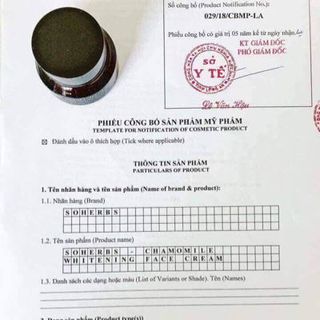 Số công bố (Product Notification No.):
029/18/CBMP-LA
Phiếu công bố có giá trị 05 năm kể từ ngày nhận
KT GIÁM ĐỐC
PHÓ GIÁM ĐỐC
SỞ
Y TẾ
Lê Văn Hậu
PHIẾU CÔNG BỐ SẢN PHẨM MỸ PHẨM
TEMPLATE FOR NOTIFICATION OF COSMETIC PRODUCT
Đánh dấu vào ô thích hợp (Tick where applicable)
THÔNG TIN SẢN PHẨM
PARTICULARS OF PRODUCT
1. Tên nhãn hàng và tên sản phẩm (Name of brand & product):
1.1. Nhãn hàng (Brand)
SOHERBS
1.2. Tên sản phẩm (Product name)
SOHERBS - CHAMOMILE
WHITENING FACE CREAM
1.3. Danh sách các dạng hoặc màu (List of Variants or Shade). Tên (Names)